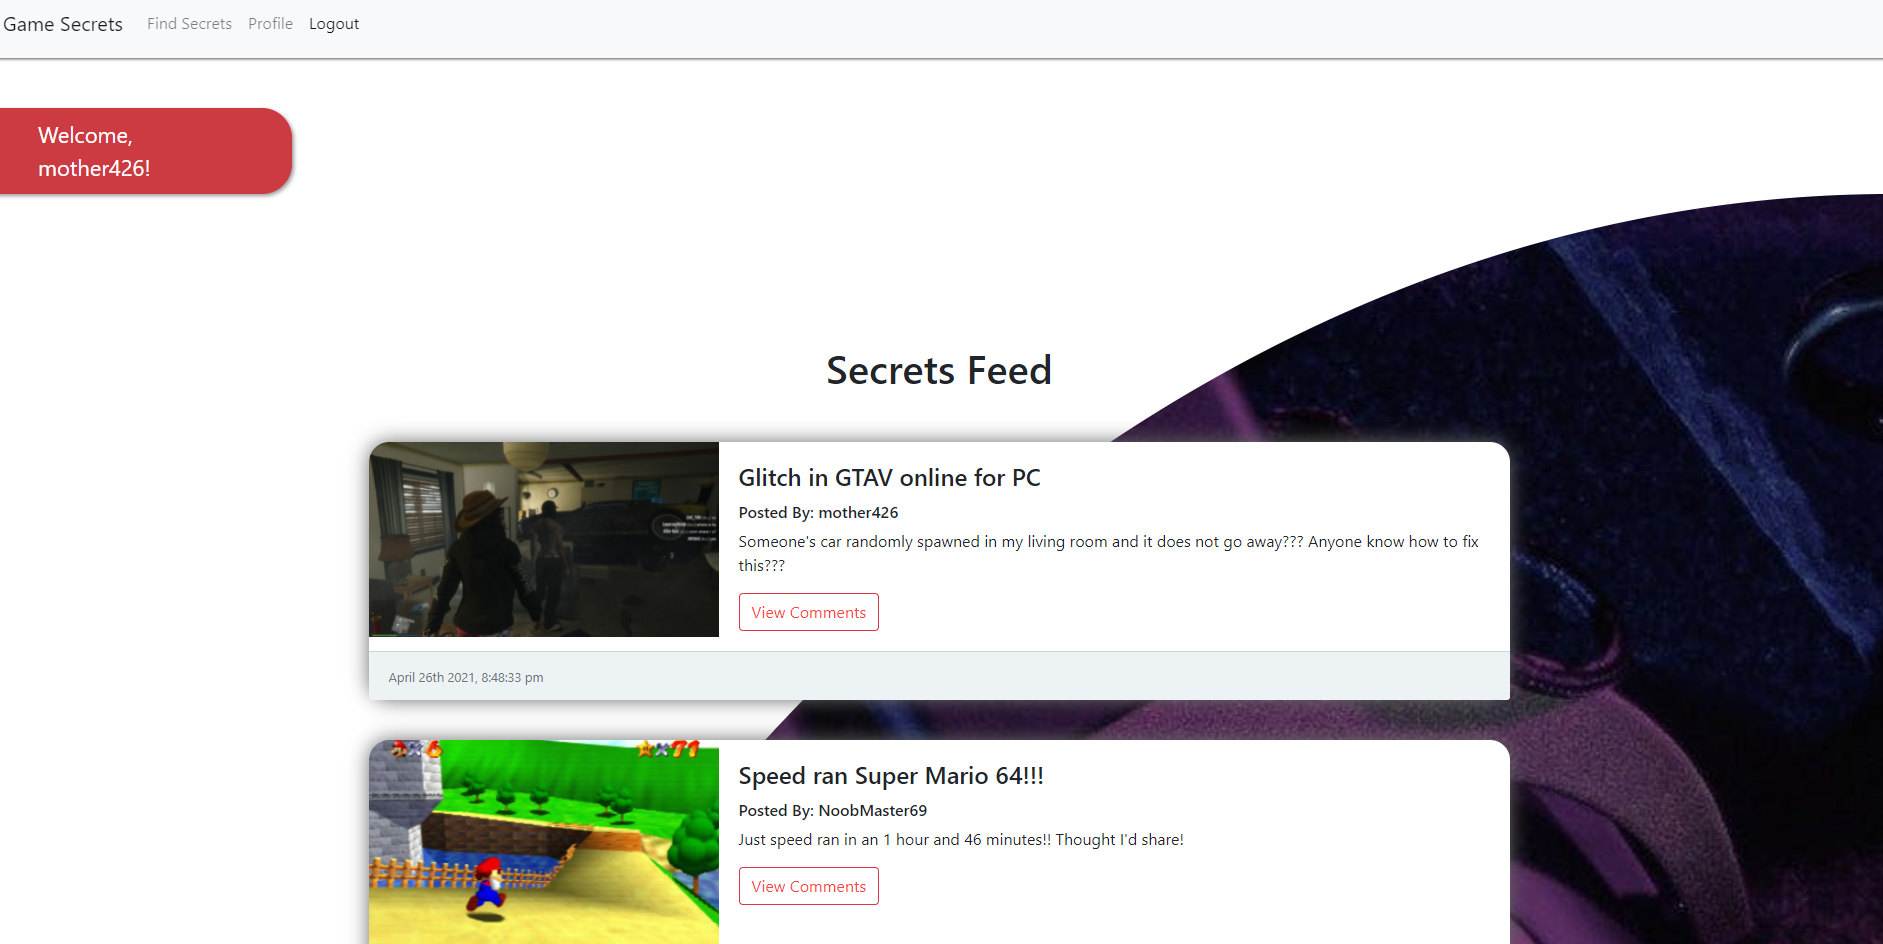 Game Secrets Find Secrets Profile Logout
Welcome,
mother426!
Secrets Feed
Glitch in GTAV online for PC
Posted By: mother426
Someone's car randomly spawned in my living room and it does not go away??? Anyone know how to fix
this???
View Comments
April 26th 2021, 8:48:33 pm
×6 ×71
Speed ran Super Mario 64!!!
Posted By: NoobMaster69
Just speed ran in an 1 hour and 46 minutes!! Thought I'd share!
View Comments